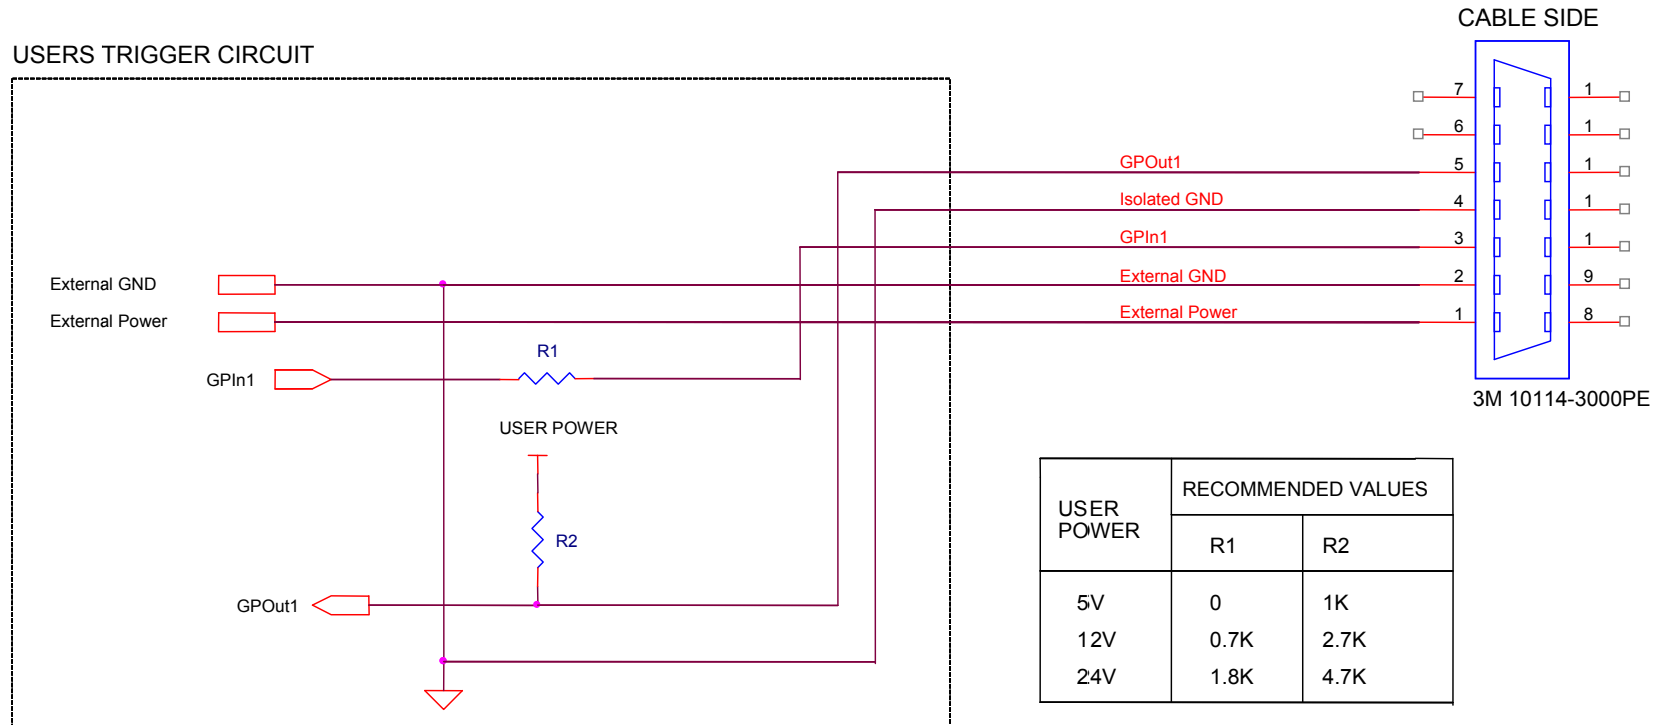 CABLE SIDE
USERS TRIGGER CIRCUIT
7 1
6 1
GPOut1 5 1
Isolated GND 4 1
GPIn1 3 1
External GND External GND 2 9
External Power External Power 1 8
R1
GPIn1
3M 10114-3000PE
USER POWER
R2
GPOut1
USER POWER RECOMMENDED VALUES
R1 R2
5V 0 1K
12V 0.7K 2.7K
24V 1.8K 4.7K